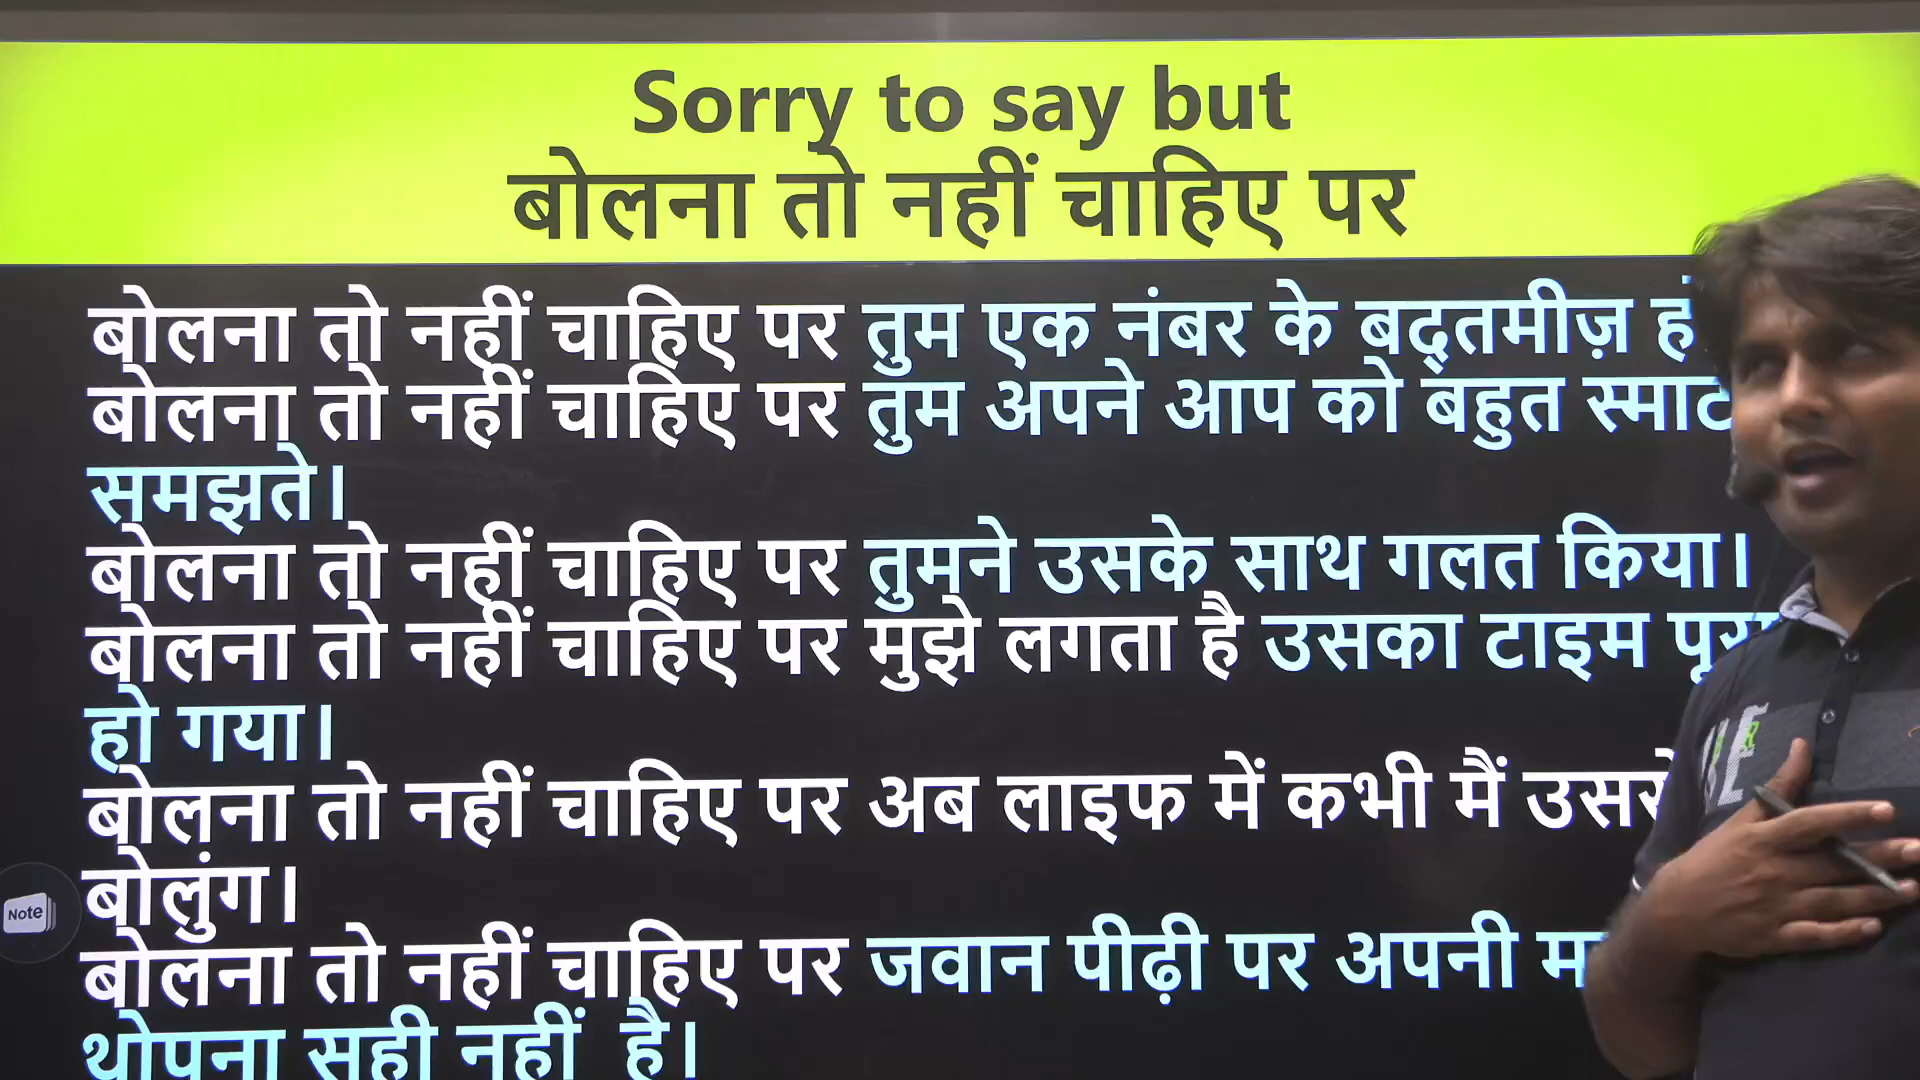 Sorry to say but
बोलना तो नहीं चाहिए पर
बोलना तो नहीं चाहिए पर तुम एक नंबर के बद्तमीज़
बोलना तो नहीं चाहिए पर तुम अपने आप को बहुत
समझते।
बोलना तो नहीं चाहिए पर तुमने उसके साथ गलत किया।
बोलना तो नहीं चाहिए पर मुझे लगता है उसका टाइम
हो गया।
बोलना तो नहीं चाहिए पर अब लाइफ में कभी मैं
बोलुंग।
बोलना तो नहीं चाहिए पर जवान पीढ़ी पर अपनी
थोपना सही नहीं है।
Note